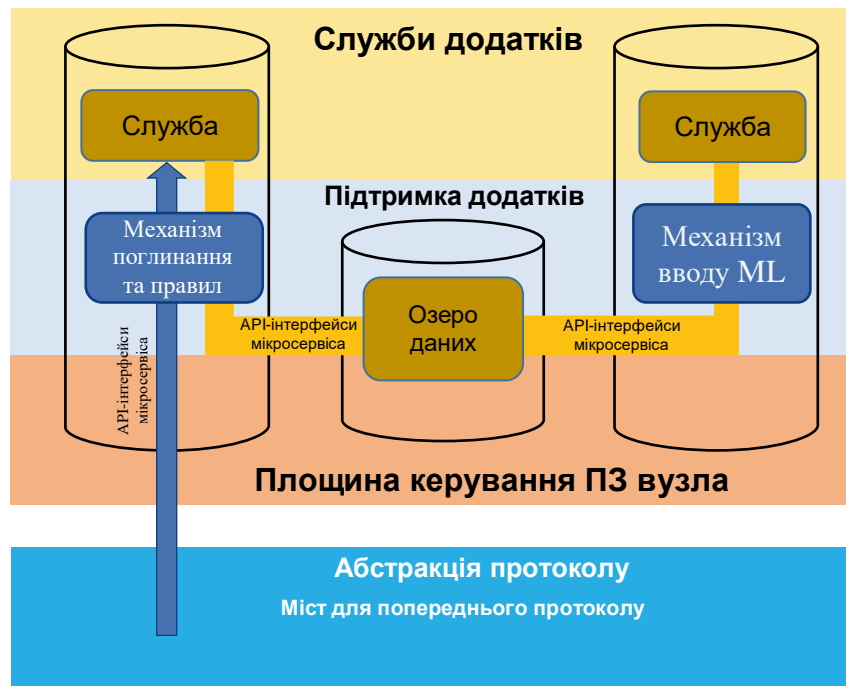 Служби додатків
Служба
Служба
Підтримка додатків
Механізм
поглинання
та правил
Механізм
вводу ML
Озеро
даних
API-інтерфейси
мікросервіса
API-інтерфейси
мікросервіса
API-інтерфейси
мікросервіса
Площина керування ПЗ вузла
Абстракція протоколу
Міст для попереднього протоколу